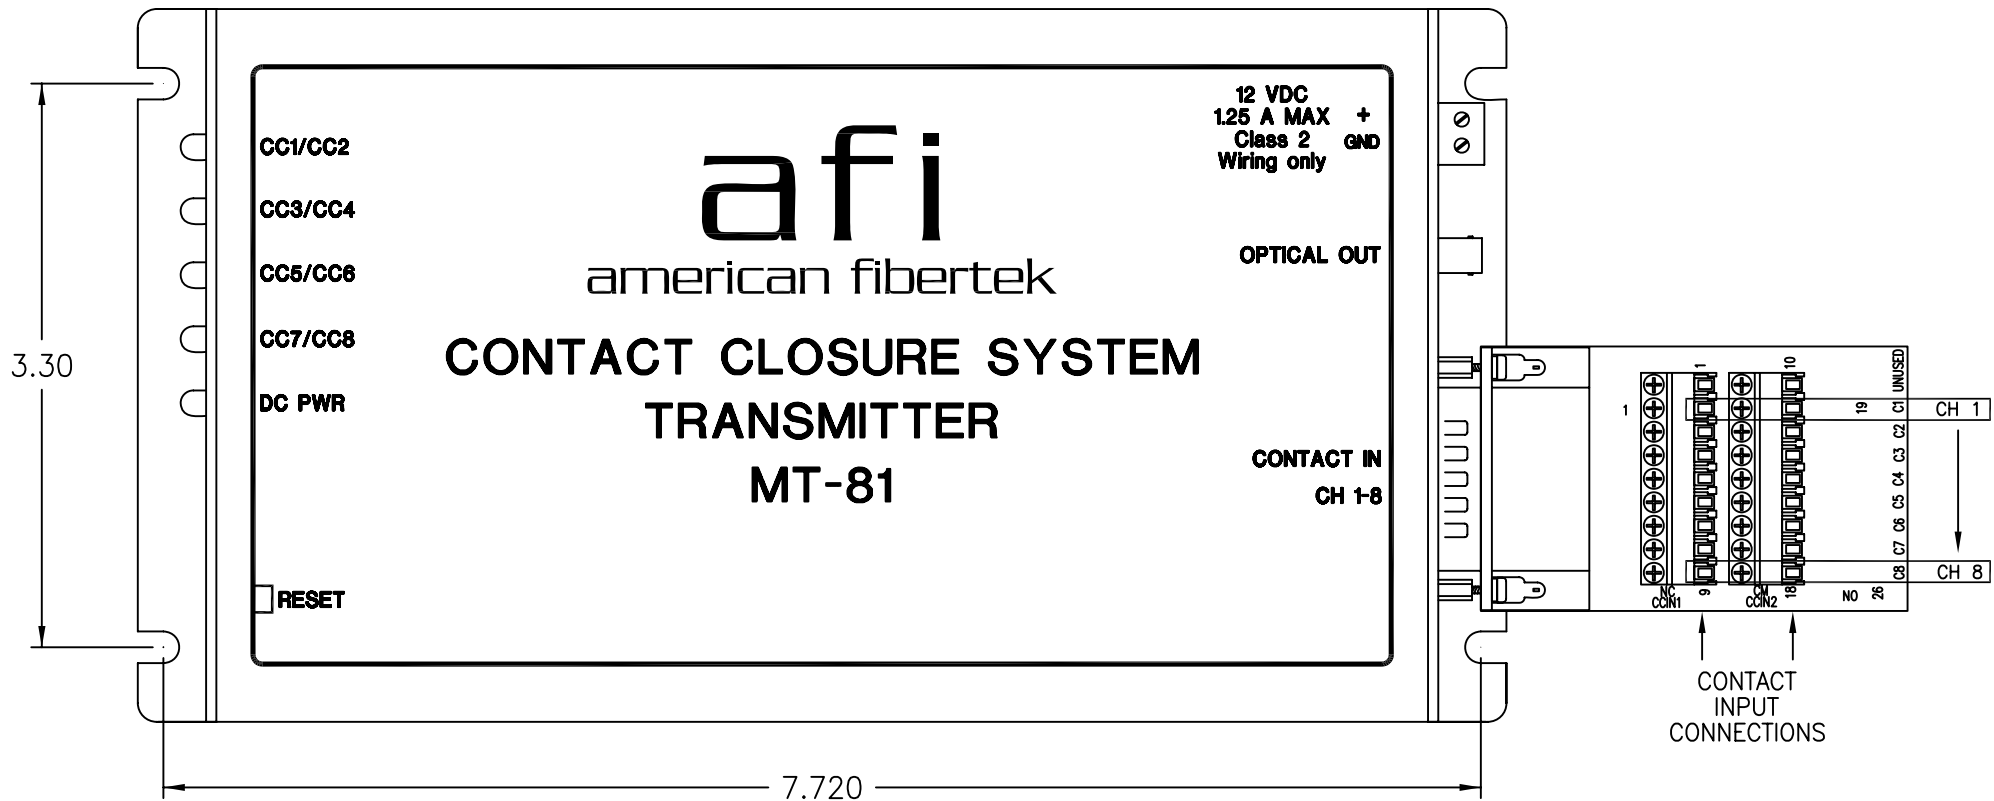 12 VDC
1.25 A MAX +
Class 2 GND
Wiring only
CC1/CC2
CC3/CC4
CC5/CC6
CC7/CC8
DC PWR
RESET
afi
american fibertek
CONTACT CLOSURE SYSTEM
TRANSMITTER
MT-81
OPTICAL OUT
CONTACT IN
CH 1-8
3.30
7.720
1
1
10
19
UNUSED
C1
C2
C3
C4
C5
C6
C7
C8
CH 1
CH 8
NC
CCIN1
9
CM
CCIN2
18
NO
26
CONTACT
INPUT
CONNECTIONS